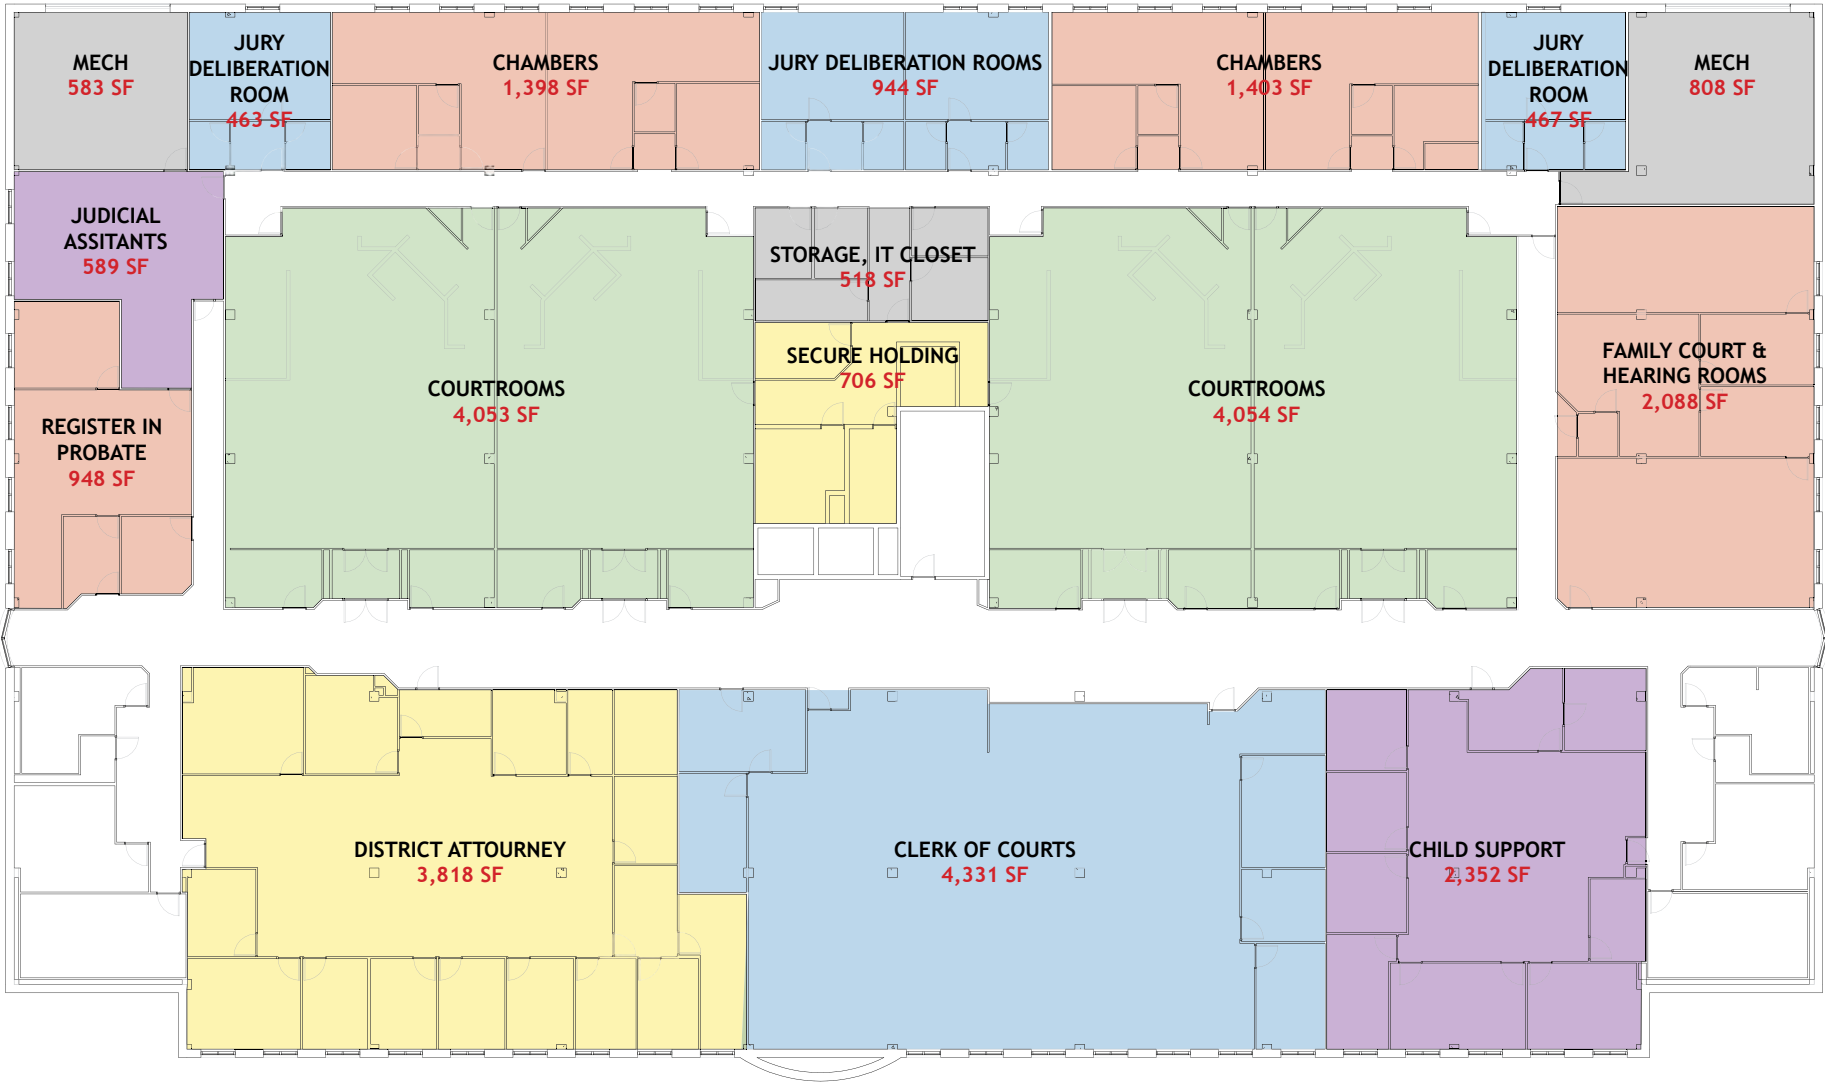 MECH
583 SF
JURY
DELIBERATION
ROOM
463 SF
CHAMBERS
1,398 SF
JURY DELIBERATION ROOMS
944 SF
CHAMBERS
1,403 SF
JURY
DELIBERATION
ROOM
467 SF
MECH
808 SF
JUDICIAL
ASSITANTS
589 SF
STORAGE, IT CLOSET
518 SF
SECURE HOLDING
706 SF
COURTROOMS
4,053 SF
COURTROOMS
4,054 SF
FAMILY COURT &
HEARING ROOMS
2,088 SF
REGISTER IN
PROBATE
948 SF
DISTRICT ATTOURNEY
3,818 SF
CLERK OF COURTS
4,331 SF
CHILD SUPPORT
2,352 SF